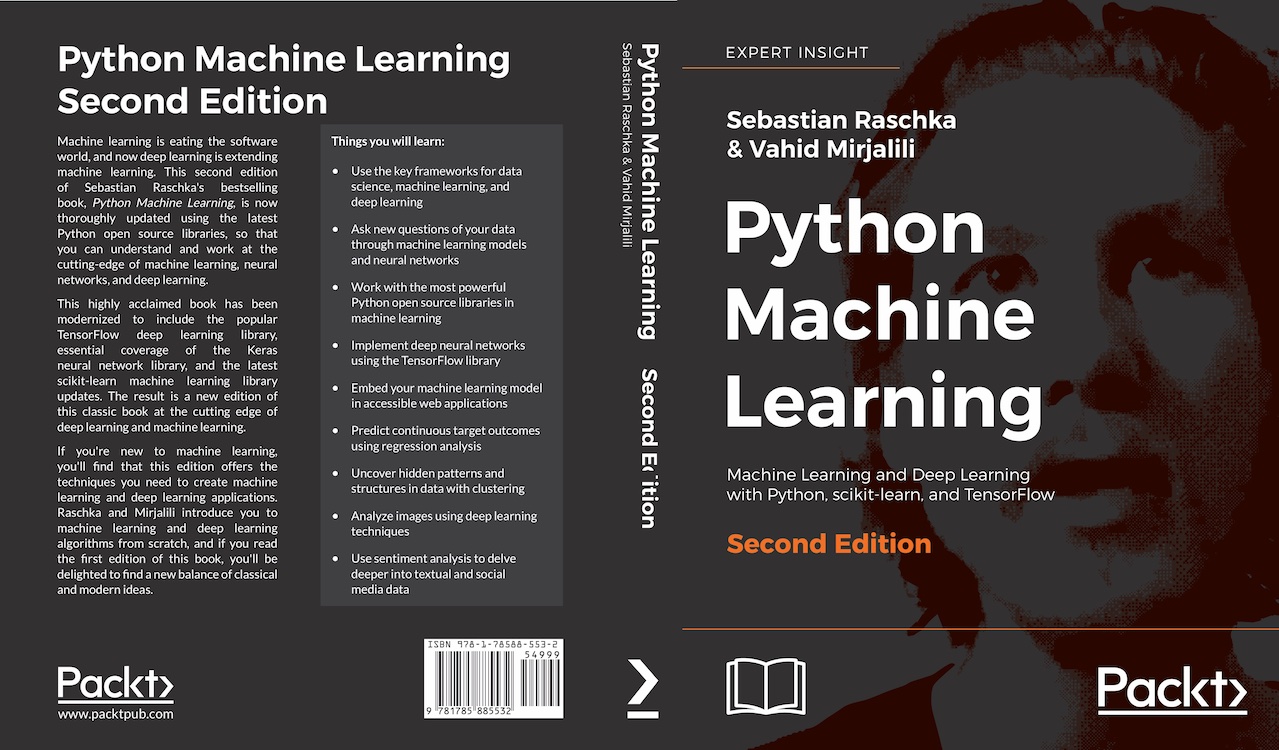 Python Machine Learning
Second Edition
Machine learning is eating the software
world, and now deep learning is extending
machine learning. This second edition
of Sebastian Raschka's bestselling
book, Python Machine Learning, is now
thoroughly updated using the latest
Python open source libraries, so that
you can understand and work at the
cutting-edge of machine learning, neural
networks, and deep learning.
This highly acclaimed book has been
modernized to include the popular
TensorFlow deep learning library,
essential coverage of the Keras
neural network library, and the latest
scikit-learn machine learning library
updates. The result is a new edition of
this classic book at the cutting edge of
deep learning and machine learning.
If you're new to machine learning,
you'll find that this edition offers the
techniques you need to create machine
learning and deep learning applications.
Raschka and Mirjalili introduce you to
machine learning and deep learning
algorithms from scratch, and if you read
the first edition of this book, you'll be
delighted to find a new balance of classical
and modern ideas.
Things you will learn:
• Use the key frameworks for data
science, machine learning, and
deep learning
• Ask new questions of your data
through machine learning models
and neural networks
• Work with the most powerful
Python open source libraries in
machine learning
• Implement deep neural networks
using the TensorFlow library
• Embed your machine learning model
in accessible web applications
• Predict continuous target outcomes
using regression analysis
• Uncover hidden patterns and
structures in data with clustering
• Analyze images using deep learning
techniques
• Use sentiment analysis to delve
deeper into textual and social
media data
Packt
www.packtpub.com
ISBN 978-1-78588-553-2
54999
9 781785 885532
Python Machine Learning Second Edition
Sebastian Raschka & Vahid Mirjalili
EXPERT INSIGHT
Sebastian Raschka
& Vahid Mirjalili
Python
Machine
Learning
Machine Learning and Deep Learning
with Python, scikit-learn, and TensorFlow
Second Edition
Packt